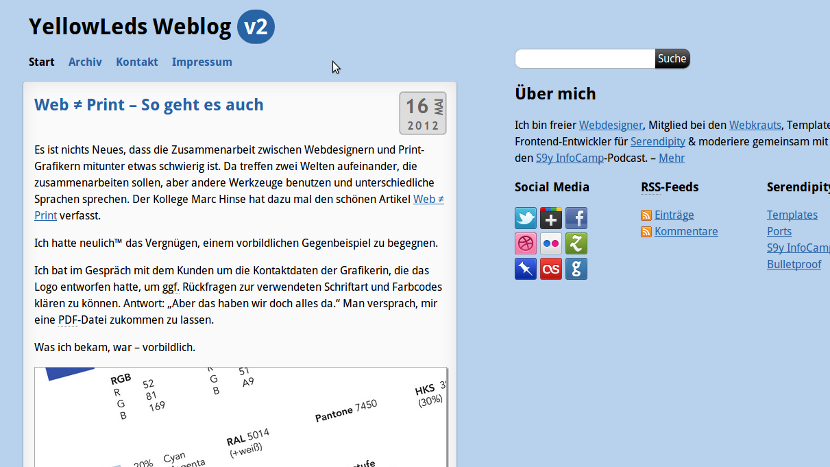 YellowLeds Weblog v2
Start Archiv Kontakt Impressum
Suche
Web ≠ Print – So geht es auch
16 MAI 2012
Es ist nichts Neues, dass die Zusammenarbeit zwischen Webdesignern und Print-
Grafikern mitunter etwas schwierig ist. Da treffen zwei Welten aufeinander, die
zusammenarbeiten sollen, aber andere Werkzeuge benutzen und unterschiedliche
Sprachen sprechen. Der Kollege Marc Hinse hat dazu mal den schönen Artikel Web ≠
Print verfasst.
Ich hatte neulich™ das Vergnügen, einem vorbildlichen Gegenbeispiel zu begegnen.
Ich bat im Gespräch mit dem Kunden um die Kontaktdaten der Grafikerin, die das
Logo entworfen hatte, um ggf. Rückfragen zur verwendeten Schriftart und Farbcodes
klären zu können. Antwort: „Aber das haben wir doch alles da.“ Man versprach, mir
eine PDF-Datei zukommen zu lassen.
Was ich bekam, war – vorbildlich.
RGB
R 52
G 81
B 169
G 51
B A9
Pantone 7450
HKS
(30%)
RAL 5014
(+weiß)
20% Cyan
Über mich
Ich bin freier Webdesigner, Mitglied bei den Webkrauts, Template
Frontend-Entwickler für Serendipity & moderiere gemeinsam mit
den S9y InfoCamp-Podcast. – Mehr
Social Media
RSS-Feeds
Einträge
Kommentare
Serendipity
Templates
Ports
S9y InfoCamp
Bulletproof